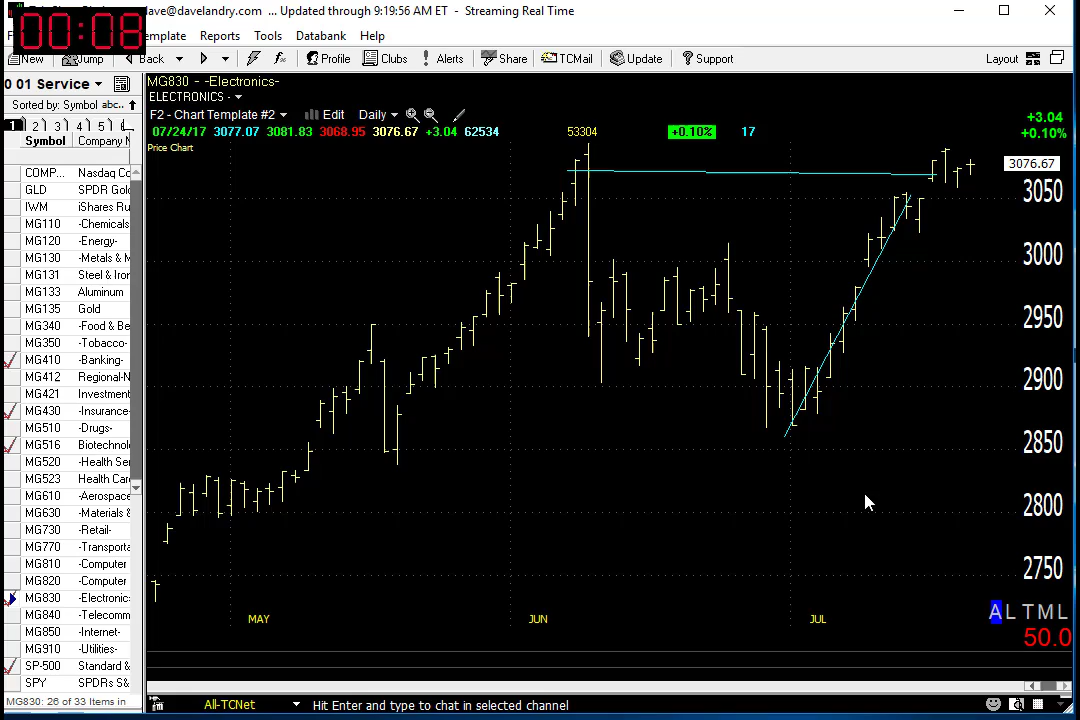 dave@davelandry.com ... Updated through 9:19:56 AM ET - Streaming Real Time
00:08
emplate Reports Tools Databank Help
New Jump Back Profile Clubs Alerts Share TCMail Update Support Layout
0 01 Service
MG830 - -Electronics-
ELECTRONICS -
Sorted by: Symbol abc..
F2 - Chart Template #2 Edit Daily
1 2 3 4 5
07/24/17 3077.07 3081.83 3068.95 3076.67 +3.04 62534 53304 +0.10% 17
+3.04
+0.10%
Symbol Company N
Price Chart
3076.67
3050
3000
2950
2900
2850
2800
2750
COMP... Nasdaq Co
GLD SPDR Gol
IWM iShares Ru
MG110 -Chemicals
MG120 -Energy-
MG130 -Metals & M
MG131 Steel & Iron
MG133 Aluminum
MG135 Gold
MG340 -Food & Be
MG350 -Tobacco-
MG410 -Banking-
MG412 Regional-N
MG421 Investment
MG430 -Insurance-
MG510 -Drugs-
MG516 Biotechnol
MG520 -Health Ser
MG523 Health Care
MG610 -Aerospace
MG630 -Materials &
MG730 -Retail-
MG770 -Transporta
MG810 -Computer
MG820 -Computer
MG830 -Electronic
MG840 -Telecomm
MG850 -Internet-
MG910 -Utilities-
SP-500 Standard &
SPY SPDRs S&
MAY JUN JUL
A L T M L
50.0
MG830: 26 of 33 Items in
All-TCNet Hit Enter and type to chat in selected channel